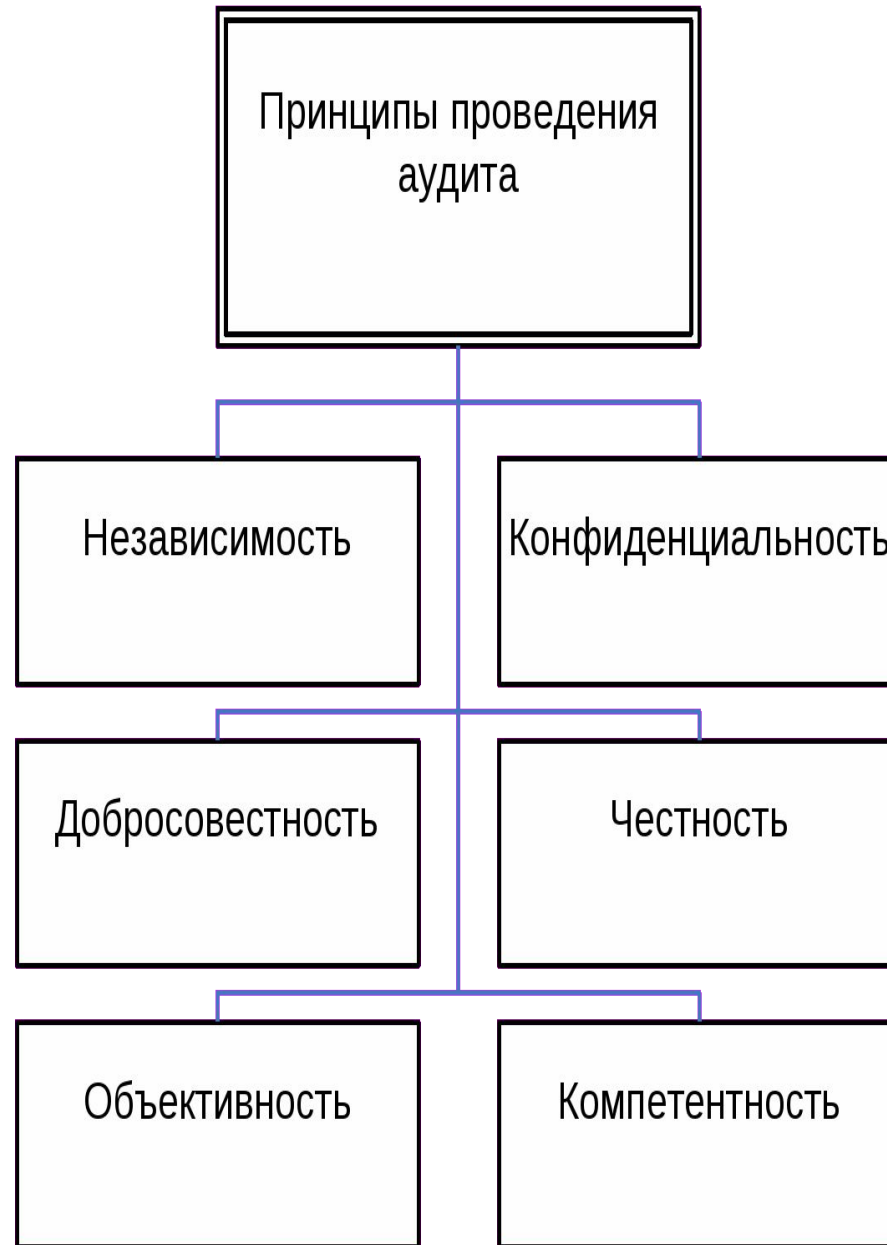 Принципы проведения
аудита
Независимость
Конфиденциальность
Добросовестность
Честность
Объективность
Компетентность